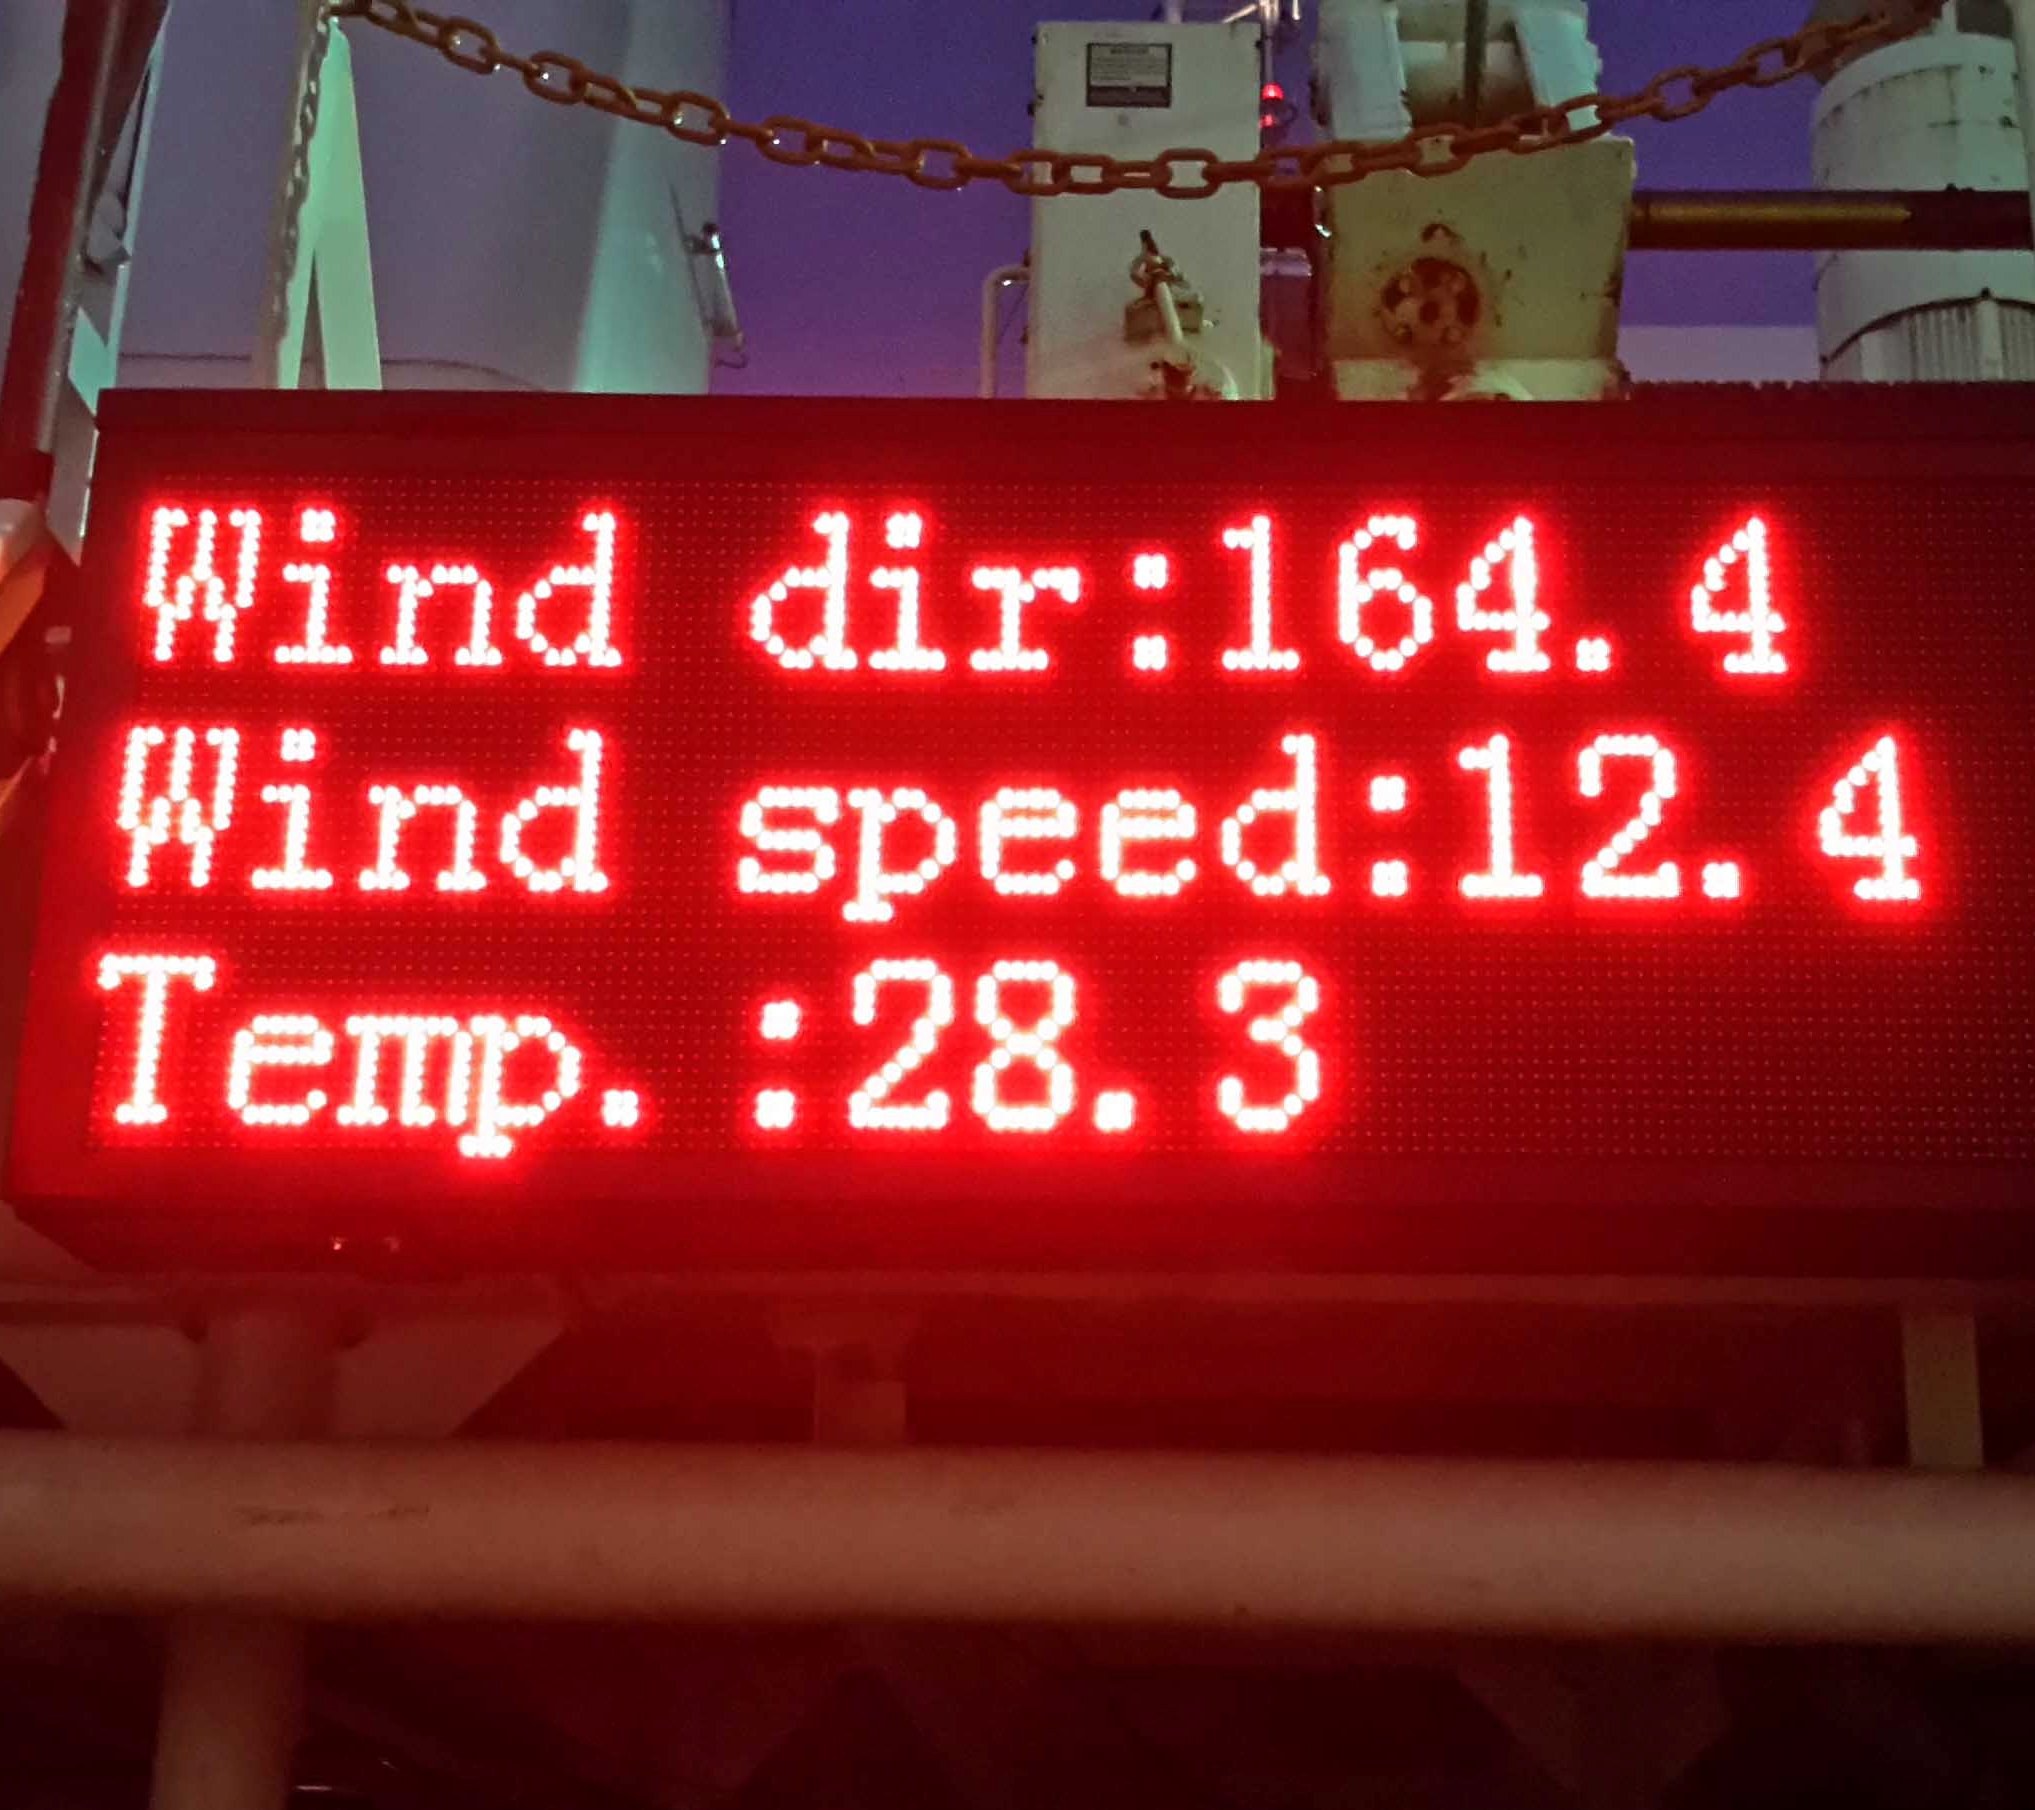 Wind dir:164.4
Wind speed:12.4
Temp. :28.3